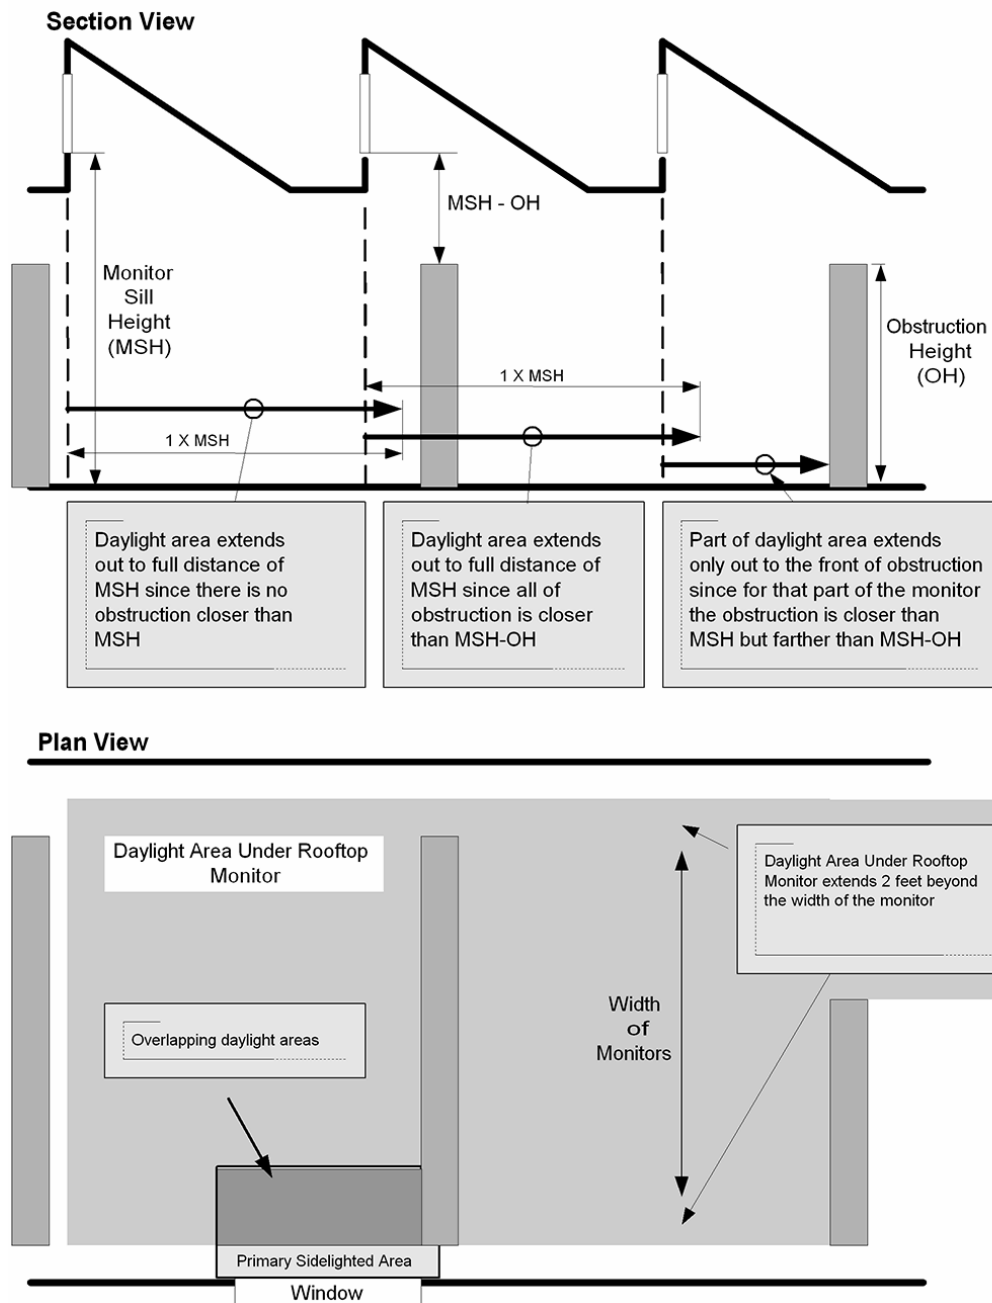 Section View
MSH - OH
Monitor
Sill
Height
(MSH)
Obstruction
Height
(OH)
1 X MSH
1 X MSH
Daylight area extends
out to full distance of
MSH since there is no
obstruction closer than
MSH
Daylight area extends
out to full distance of
MSH since all of
obstruction is closer
than MSH-OH
Part of daylight area extends
only out to the front of obstruction
since for that part of the monitor
the obstruction is closer than
MSH but farther than MSH-OH
Plan View
Daylight Area Under Rooftop
Monitor
Daylight Area Under Rooftop
Monitor extends 2 feet beyond
the width of the monitor
Overlapping daylight areas
Width
of
Monitors
Primary Sidelighted Area
Window